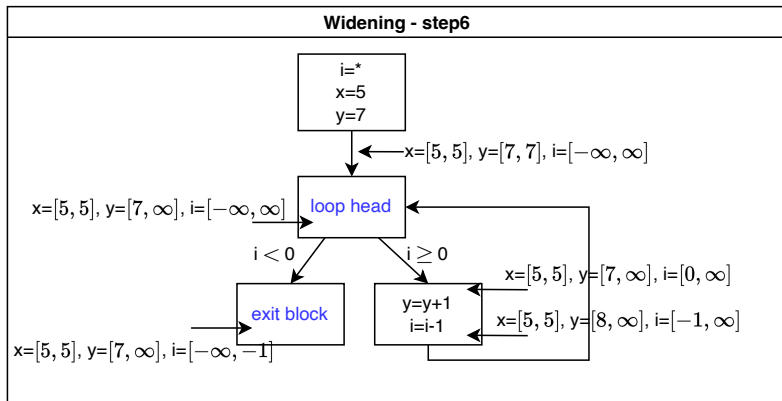 Widening - step6
i=*
x=5
y=7
x=[5, 5], y=[7, 7], i=[−∞, ∞]
x=[5, 5], y=[7, ∞], i=[−∞, ∞]
loop head
i < 0
i ≥ 0
x=[5, 5], y=[7, ∞], i=[0, ∞]
exit block
y=y+1
i=i-1
x=[5, 5], y=[8, ∞], i=[−1, ∞]
x=[5, 5], y=[7, ∞], i=[−∞, −1]